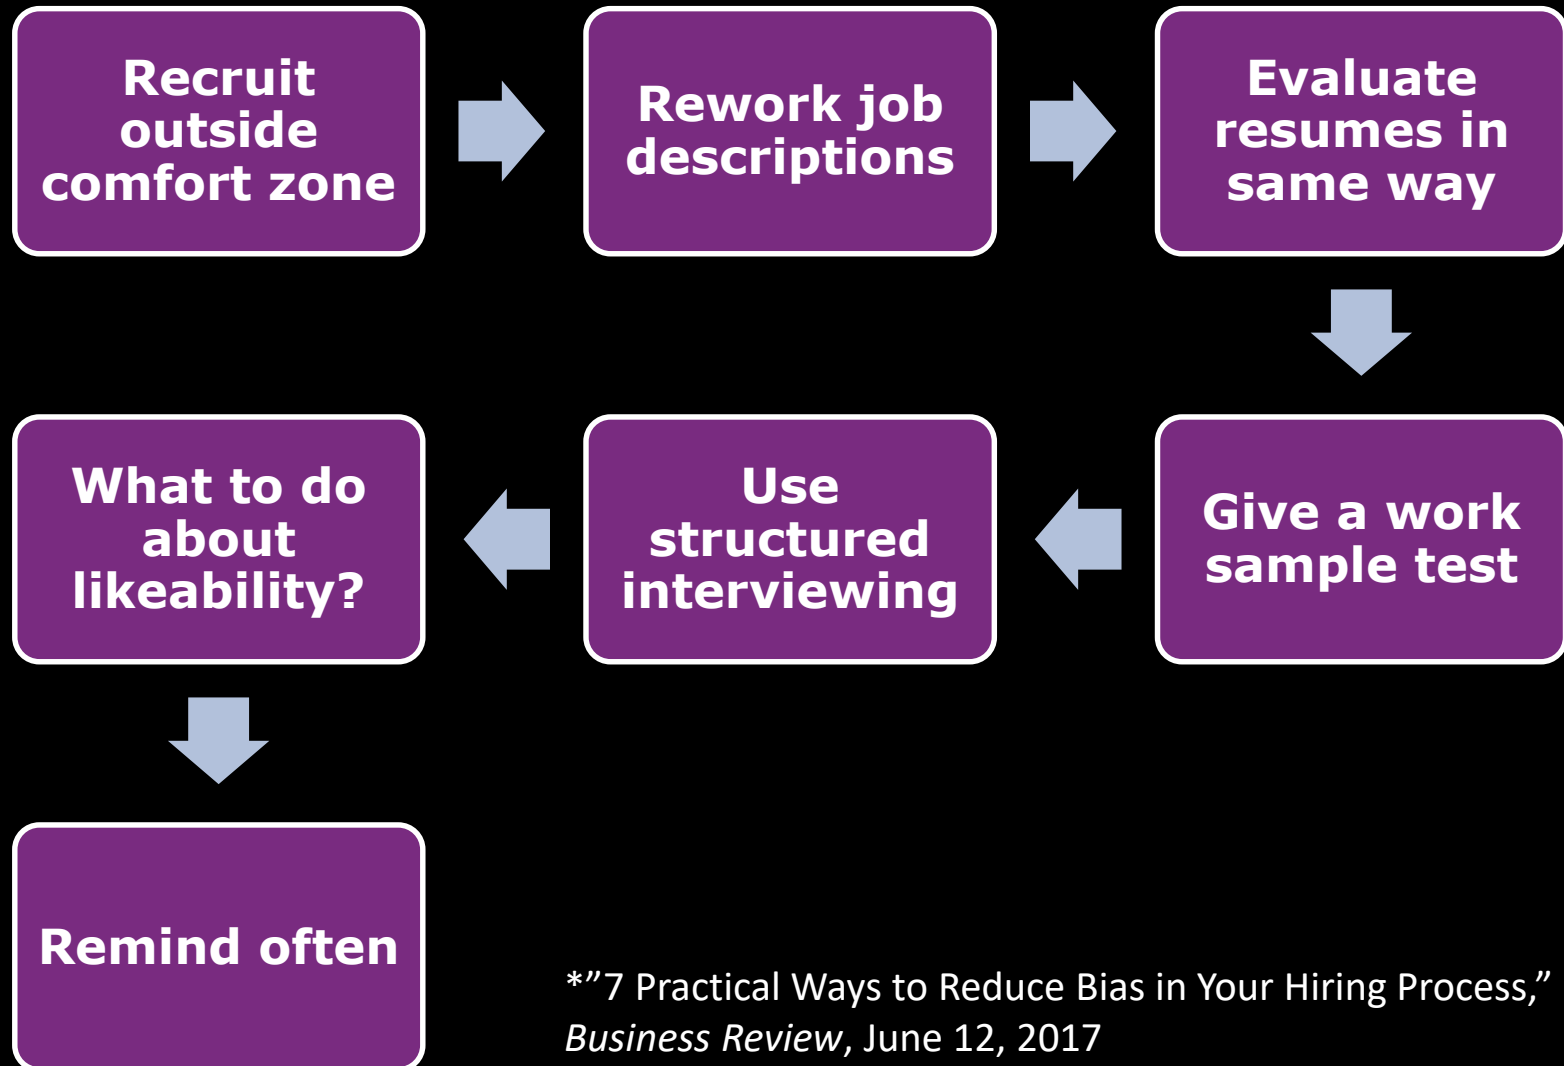 Recruit
outside
comfort zone
Rework job
descriptions
Evaluate
resumes in
same way
Give a work
sample test
Use
structured
interviewing
What to do
about
likeability?
Remind often
*”7 Practical Ways to Reduce Bias in Your Hiring Process,”
Business Review, June 12, 2017